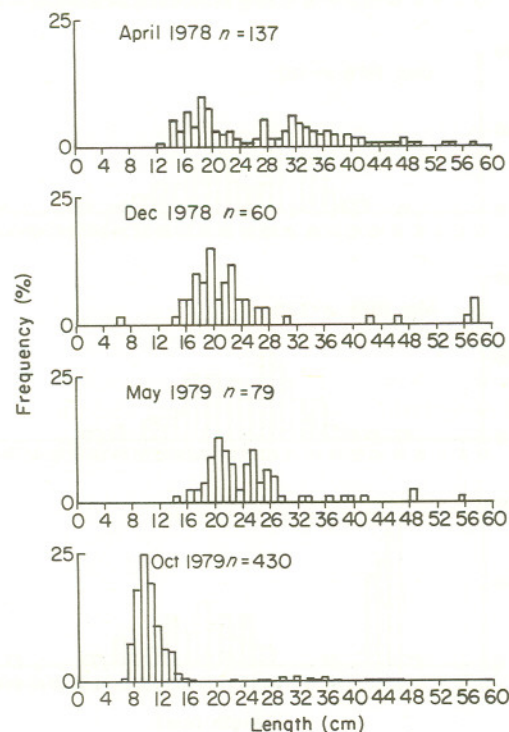 25
April 1978 n = 137
0
0 4 8 12 16 20 24 28 32 36 40 44 48 52 56 60
25
Dec 1978 n = 60
0
0 4 8 12 16 20 24 28 32 36 40 44 48 52 56 60
Frequency (%)
25
May 1979 n = 79
0
0 4 8 12 16 20 24 28 32 36 40 44 48 52 56 60
25
Oct 1979 n = 430
0
0 4 8 12 16 20 24 28 32 36 40 44 48 52 56 60
Length (cm)